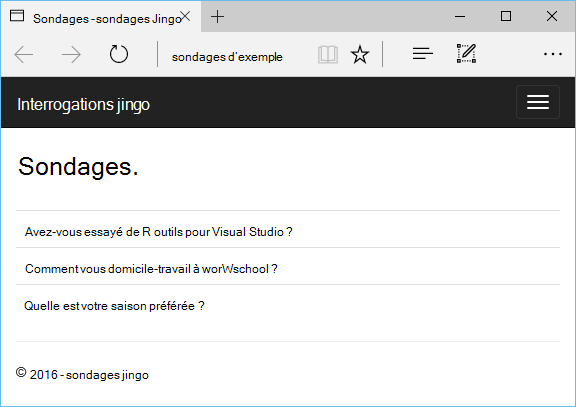 Sondages -sondages Jingo
sondages d'exemple
Interrogations jingo
Sondages.
Avez-vous essayé de R outils pour Visual Studio ?
Comment vous domicile-travail à worWschool ?
Quelle est votre saison préférée ?
© 2016 - sondages jingo